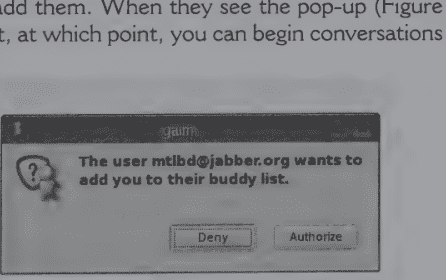 add them. When they see the pop-up (Figure
t, at which point, you can begin conversations
gaim
The user mtlbd@jabber.org wants to
add you to their buddy list.
Deny
Authorize